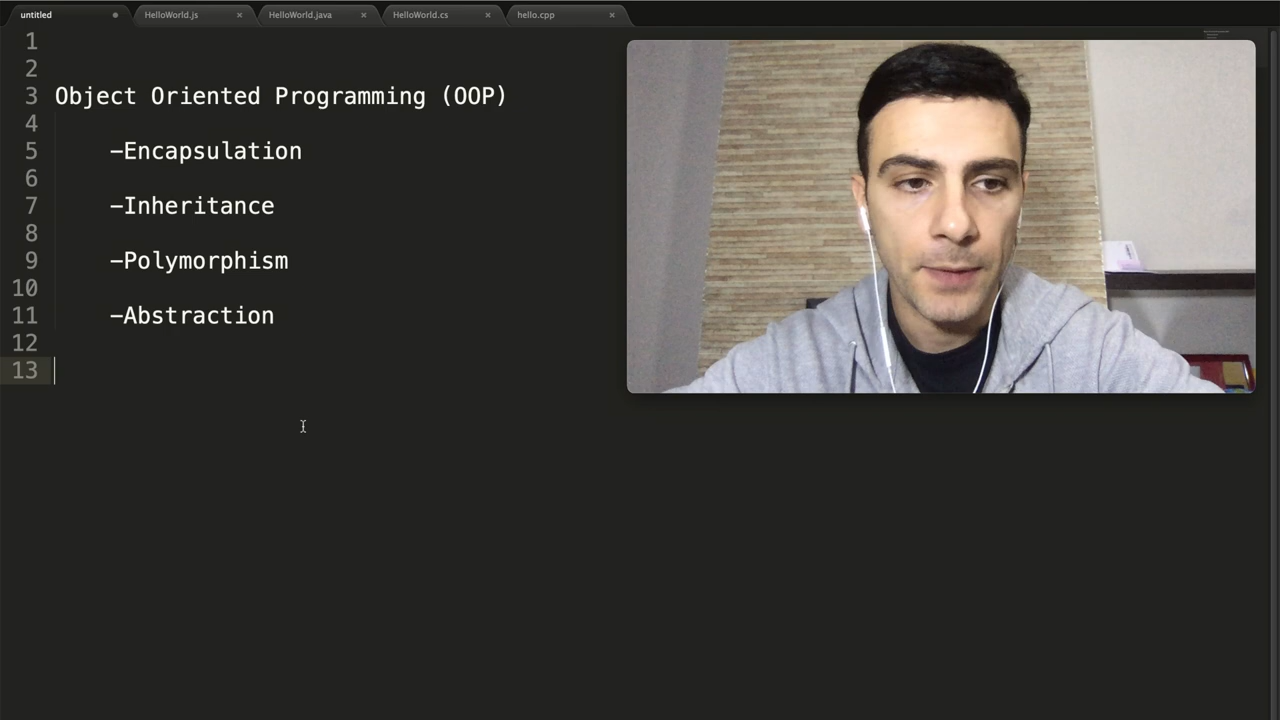 untitled
HelloWorld.js
HelloWorld.java
HelloWorld.cs
hello.cpp
1
2
3 Object Oriented Programming (OOP)
4
5 -Encapsulation
6
7 -Inheritance
8
9 -Polymorphism
10
11 -Abstraction
12
13